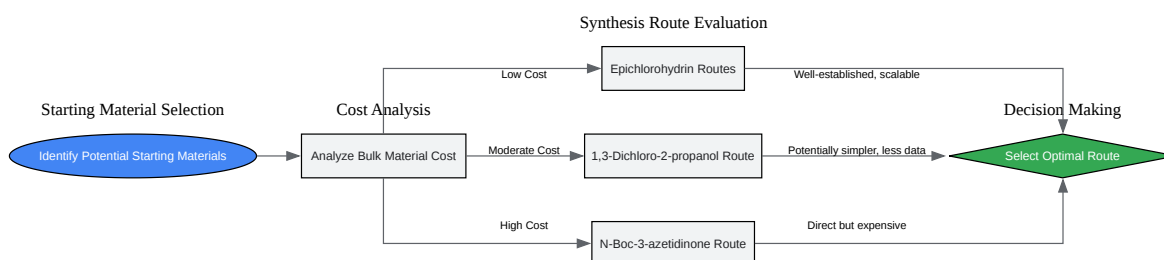 Synthesis Route Evaluation
Epichlorohydrin Routes
Low Cost
Well-established, scalable
Starting Material Selection
Cost Analysis
Decision Making
Identify Potential Starting Materials
Analyze Bulk Material Cost
Moderate Cost
1,3-Dichloro-2-propanol Route
Potentially simpler, less data
Select Optimal Route
High Cost
N-Boc-3-azetidinone Route
Direct but expensive